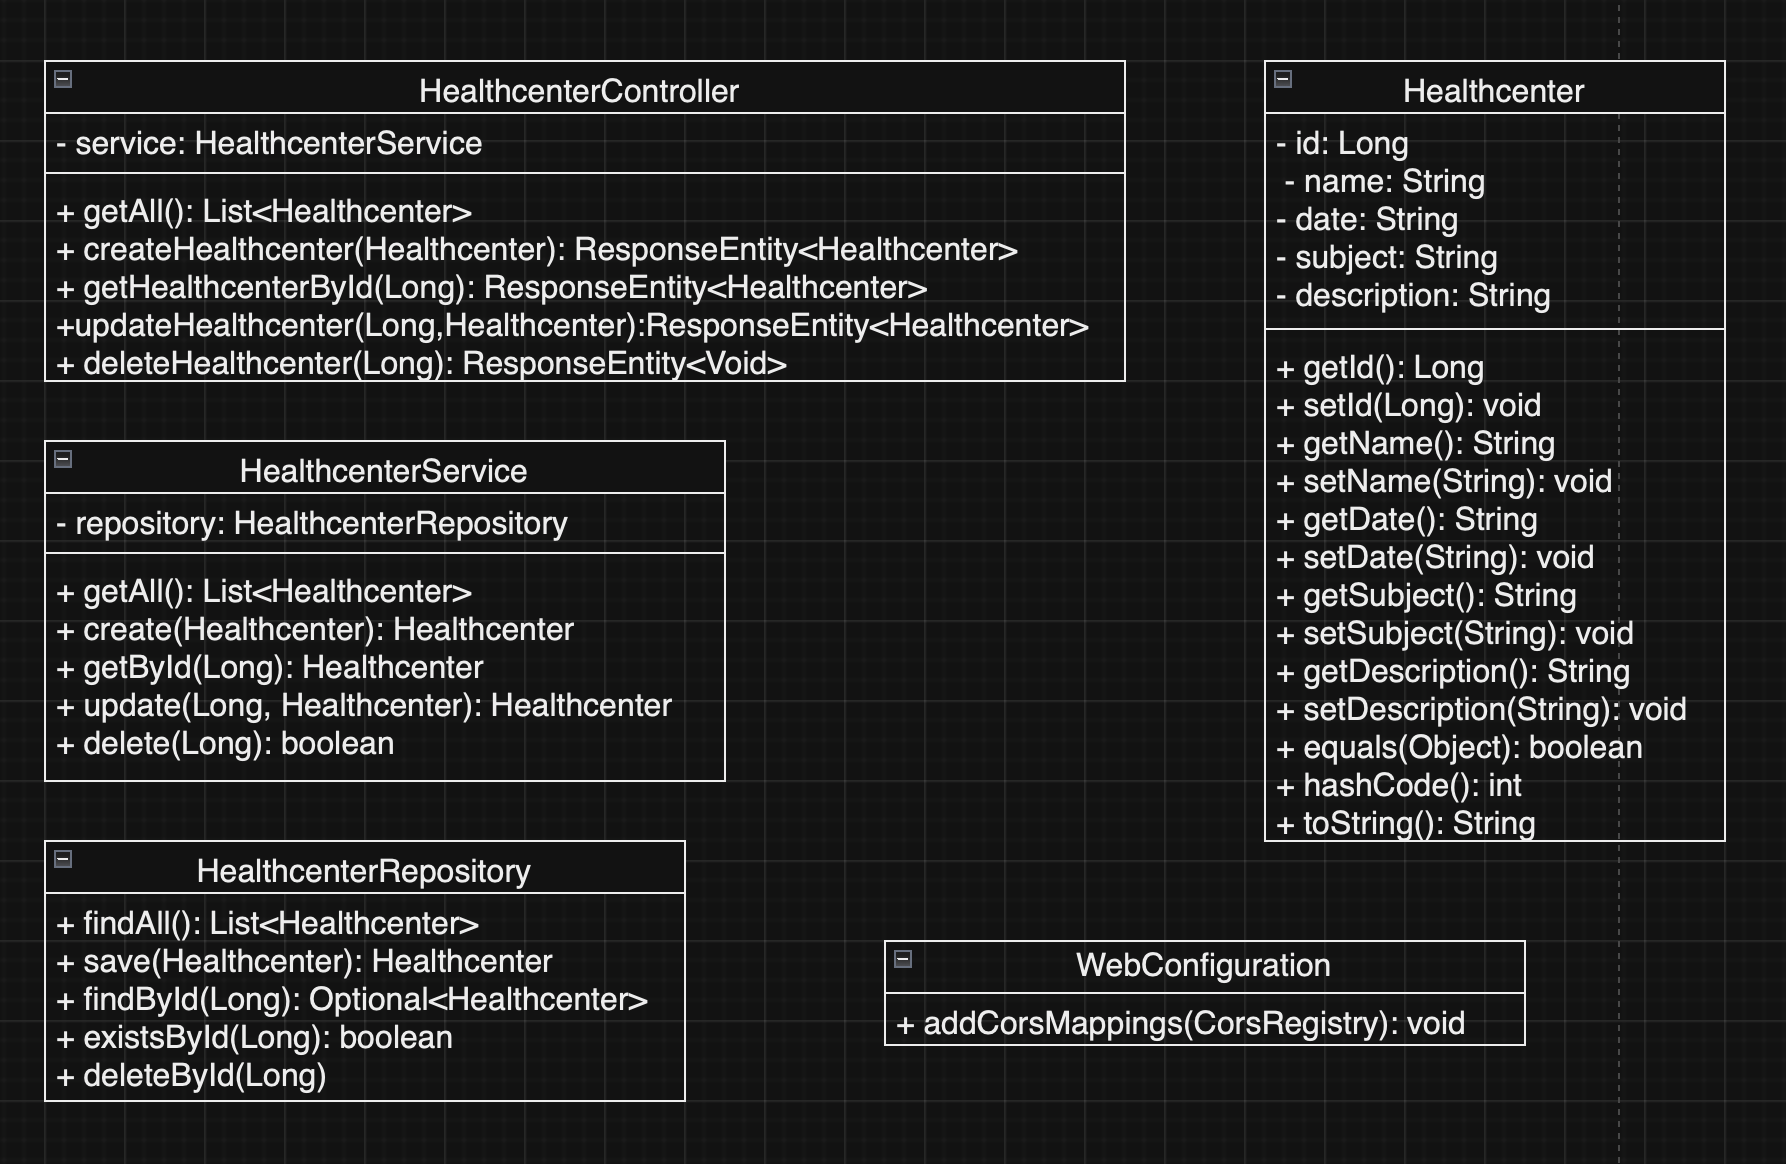 HealthcenterController
- service: HealthcenterService
+ getAll(): List<Healthcenter>
+ createHealthcenter(Healthcenter): ResponseEntity<Healthcenter>
+ getHealthcenterById(Long): ResponseEntity<Healthcenter>
+updateHealthcenter(Long,Healthcenter):ResponseEntity<Healthcenter>
+ deleteHealthcenter(Long): ResponseEntity<Void>
HealthcenterService
- repository: HealthcenterRepository
+ getAll(): List<Healthcenter>
+ create(Healthcenter): Healthcenter
+ getById(Long): Healthcenter
+ update(Long, Healthcenter): Healthcenter
+ delete(Long): boolean
HealthcenterRepository
+ findAll(): List<Healthcenter>
+ save(Healthcenter): Healthcenter
+ findById(Long): Optional<Healthcenter>
+ existsById(Long): boolean
+ deleteById(Long)
Healthcenter
- id: Long
- name: String
- date: String
- subject: String
- description: String
+ getId(): Long
+ setId(Long): void
+ getName(): String
+ setName(String): void
+ getDate(): String
+ setDate(String): void
+ getSubject(): String
+ setSubject(String): void
+ getDescription(): String
+ setDescription(String): void
+ equals(Object): boolean
+ hashCode(): int
+ toString(): String
WebConfiguration
+ addCorsMappings(CorsRegistry): void